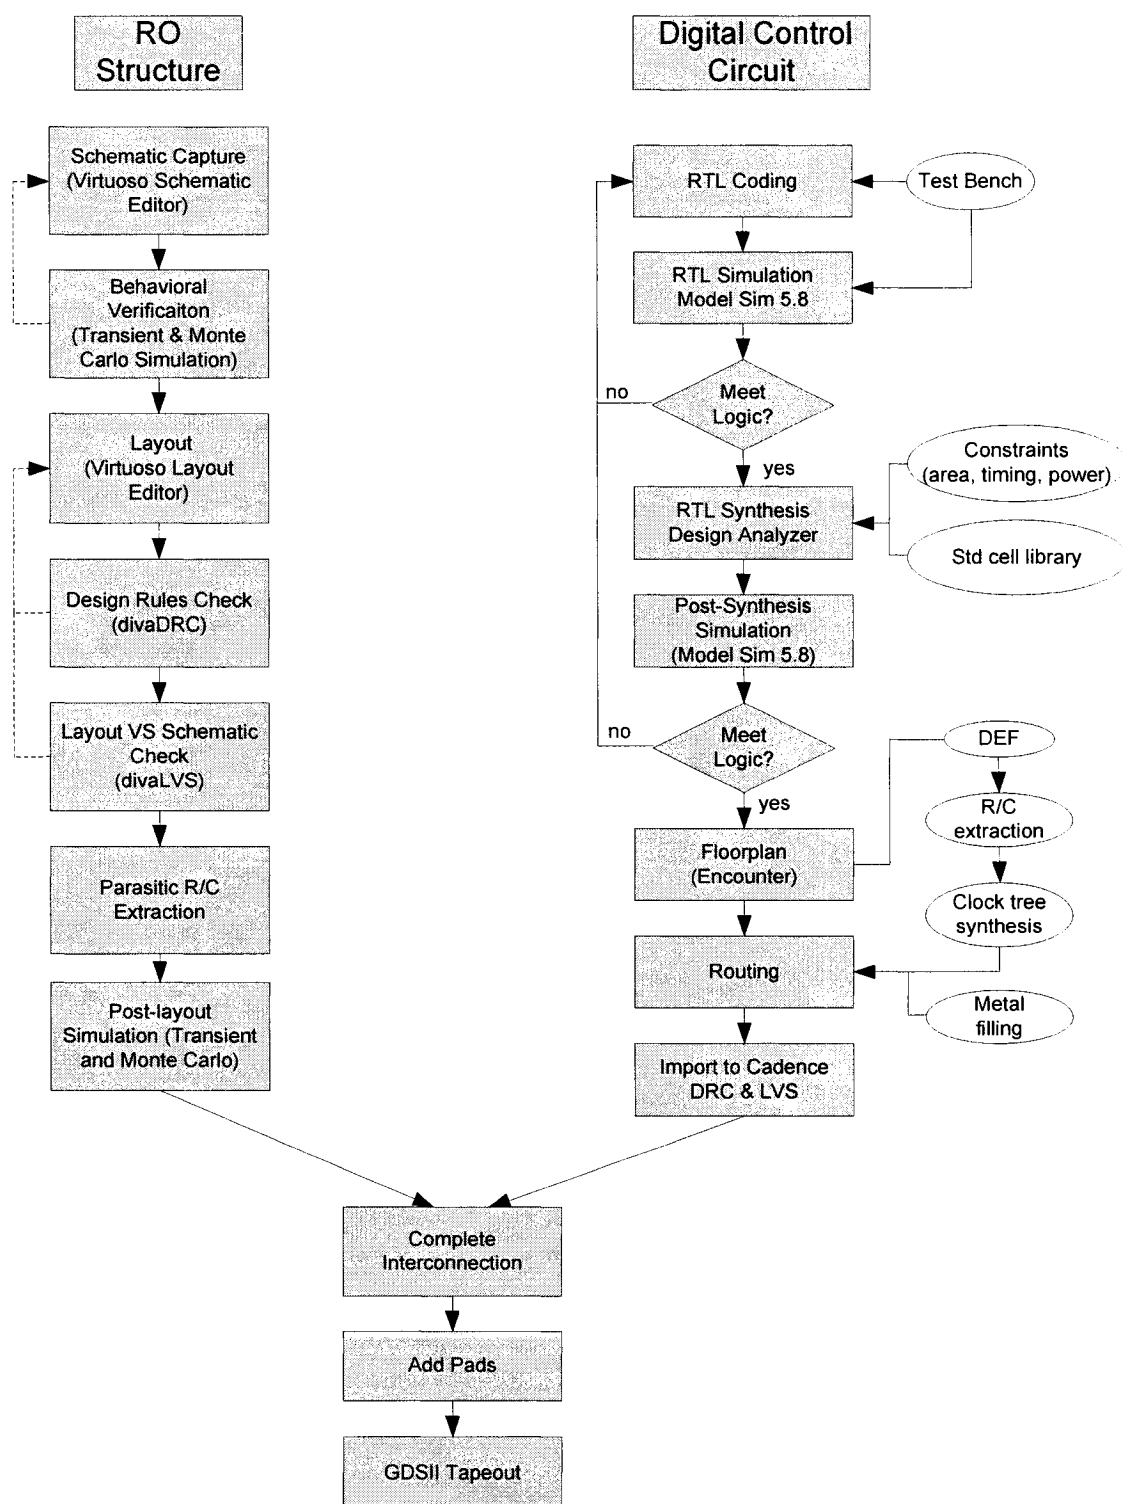 RO
Structure
Schematic Capture
(Virtuoso Schematic
Editor)
Behavioral
Verificaiton
(Transient & Monte
Carlo Simulation)
Layout
(Virtuoso Layout
Editor)
Design Rules Check
(divaDRC)
Layout VS Schematic
Check
(divaLVS)
Parasitic R/C
Extraction
Post-layout
Simulation (Transient
and Monte Carlo)
Digital Control
Circuit
RTL Coding
Test Bench
RTL Simulation
Model Sim 5.8
Meet
Logic?
no
yes
Constraints
(area, timing, power)
RTL Synthesis
Design Analyzer
Std cell library
Post-Synthesis
Simulation
(Model Sim 5.8)
Meet
Logic?
no
yes
DEF
R/C
extraction
Floorplan
(Encounter)
Clock tree
synthesis
Routing
Metal
filling
Import to Cadence
DRC & LVS
Complete
Interconnection
Add Pads
GDSII Tapeout